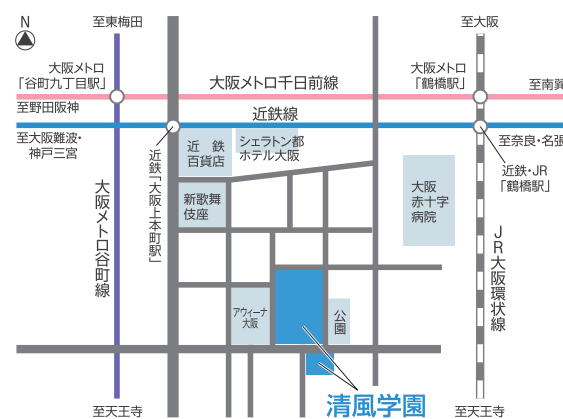 N
至東梅田
至大阪
大阪メトロ
「谷町九丁目駅」
大阪メトロ千日前線
大阪メトロ
「鶴橋駅」
至南巽
至野田阪神
近鉄線
至大阪難波・
神戸三宮
至奈良・名張
近鉄
百貨店
シェラトン都
ホテル大阪
近鉄・JR
「鶴橋駅」
近鉄「大阪上本町駅」
新歌舞
伎座
大阪
赤十字
病院
大阪メトロ谷町線
JR大阪環状線
アウィーナ
大阪
公園
清風学園
至天王寺
至天王寺